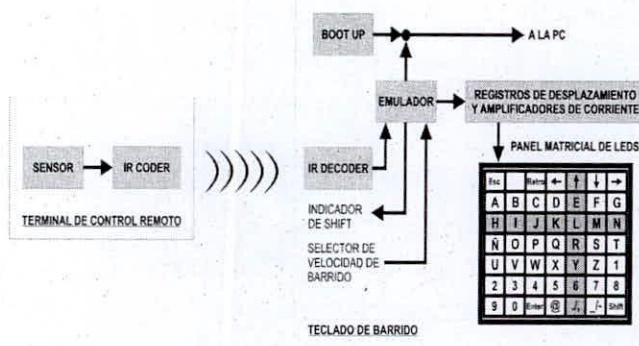 BOOT UP
A LA PC
EMULADOR
REGISTROS DE DESPLAZAMIENTO
Y AMPLIFICADORES DE CORRIENTE
SENSOR
IR CODER
TERMINAL DE CONTROL REMOTO
IR DECODER
INDICADOR
DE SHIFT
SELECTOR DE
VELOCIDAD DE
BARRIDO
TECLADO DE BARRIDO
PANEL MATRICIAL DE LEDS
Esc Retro ← ↑ ↓ →
A B C D E F G
H I J K L M N
Ñ O P Q R S T
U V W X Y Z 1
2 3 4 5 6 7 8
9 0 Enter @ ./, _/- Shift